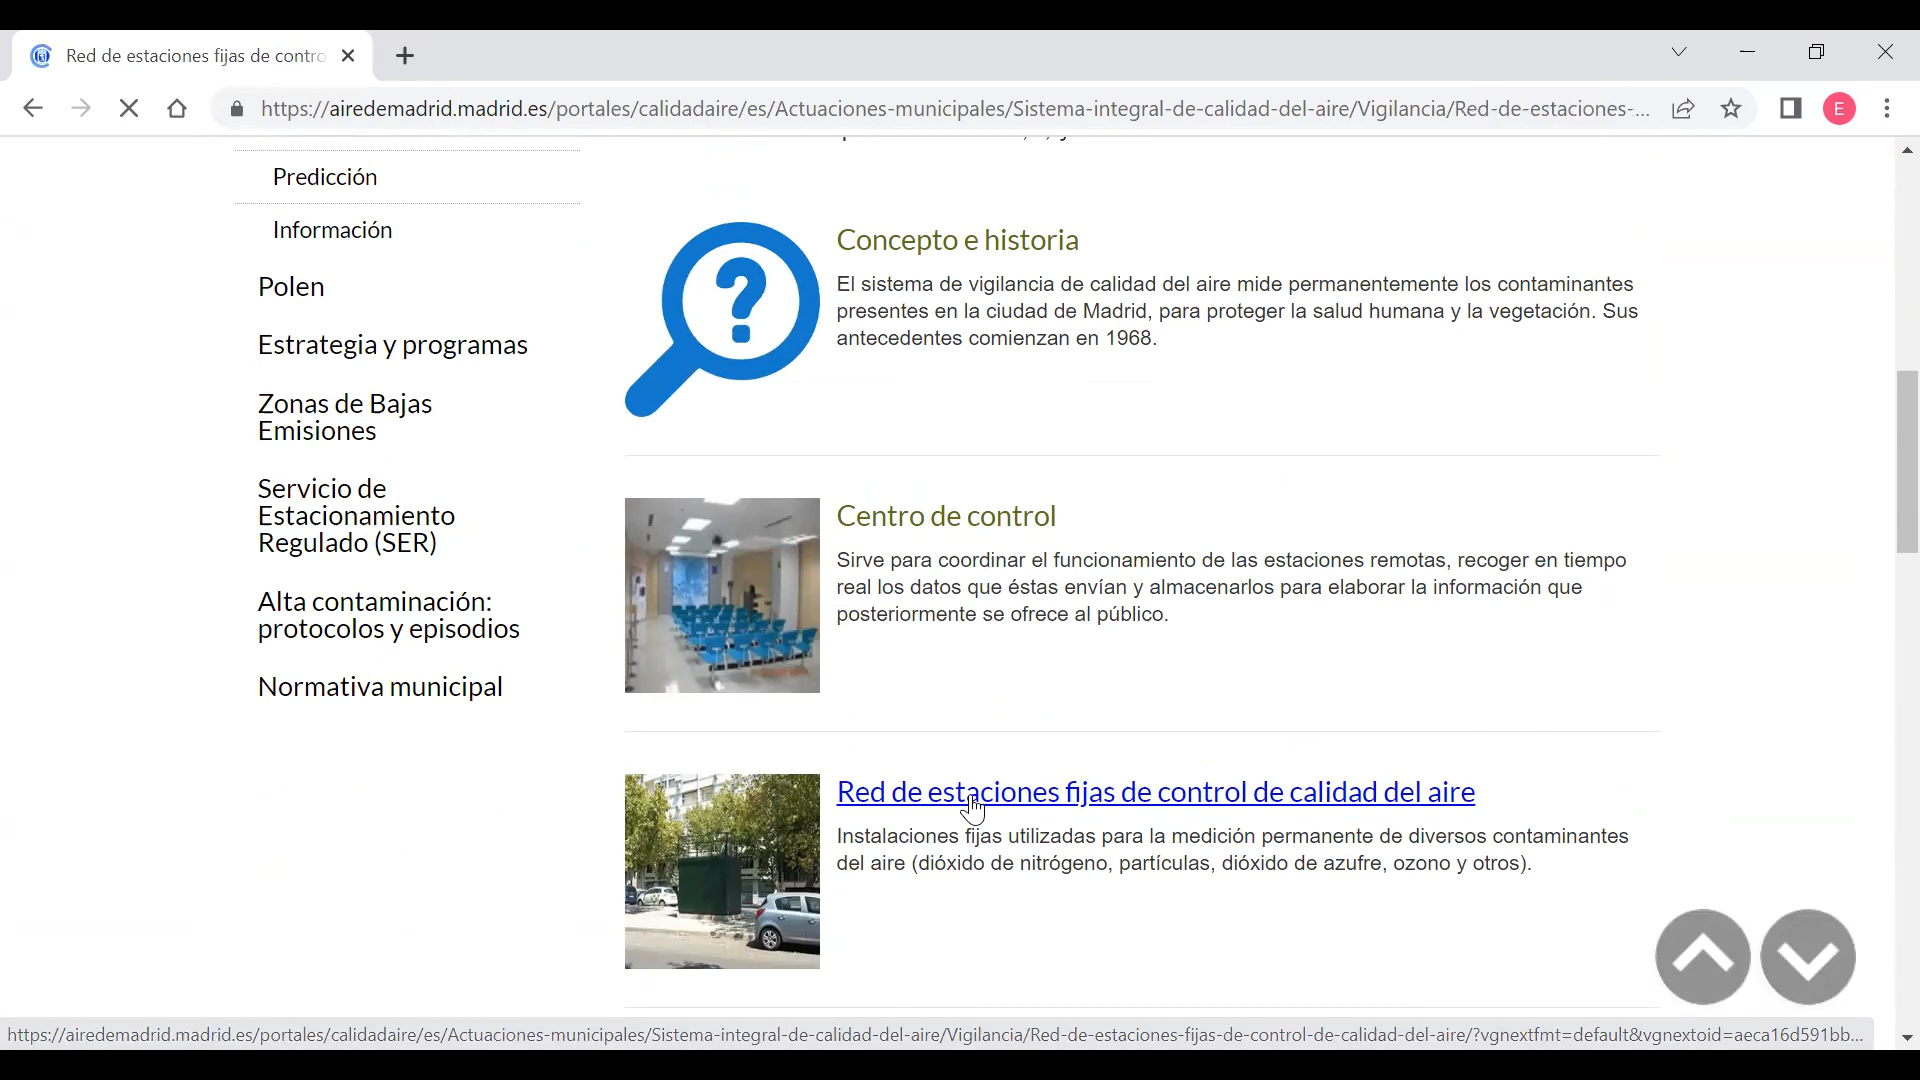 Red de estaciones fijas de contro
https://airedemadrid.madrid.es/portales/calidadaire/es/Actuaciones-municipales/Sistema-integral-de-calidad-del-aire/Vigilancia/Red-de-estaciones-...
E
Predicción
Información
Polen
Estrategia y programas
Zonas de Bajas
Emisiones
Servicio de
Estacionamiento
Regulado (SER)
Alta contaminación:
protocolos y episodios
Normativa municipal
Concepto e historia
El sistema de vigilancia de calidad del aire mide permanentemente los contaminantes
presentes en la ciudad de Madrid, para proteger la salud humana y la vegetación. Sus
antecedentes comienzan en 1968.
Centro de control
Sirve para coordinar el funcionamiento de las estaciones remotas, recoger en tiempo
real los datos que éstas envían y almacenarlos para elaborar la información que
posteriormente se ofrece al público.
Red de estaciones fijas de control de calidad del aire
Instalaciones fijas utilizadas para la medición permanente de diversos contaminantes
del aire (dióxido de nitrógeno, partículas, dióxido de azufre, ozono y otros).
https://airedemadrid.madrid.es/portales/calidadaire/es/Actuaciones-municipales/Sistema-integral-de-calidad-del-aire/Vigilancia/Red-de-estaciones-fijas-de-control-de-calidad-del-aire/?vgnextfmt=default&vgnextoid=aeca16d591bb...